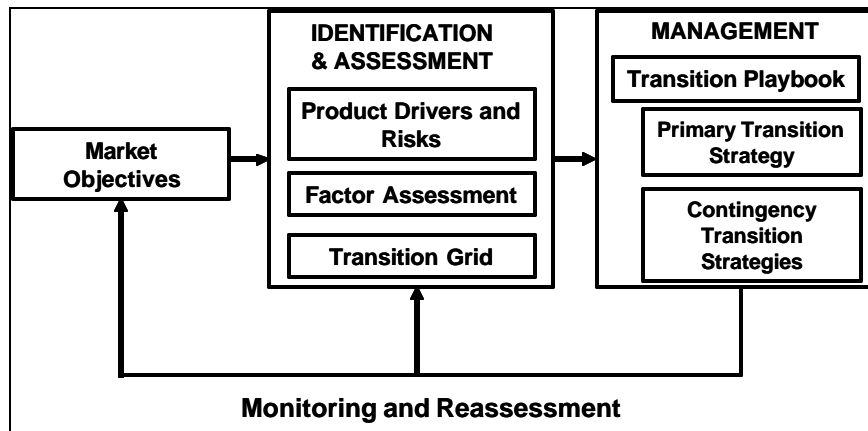 Market
Objectives
IDENTIFICATION
& ASSESSMENT
Product Drivers and
Risks
Factor Assessment
Transition Grid
MANAGEMENT
Transition Playbook
Primary Transition
Strategy
Contingency
Transition
Strategies
Monitoring and Reassessment